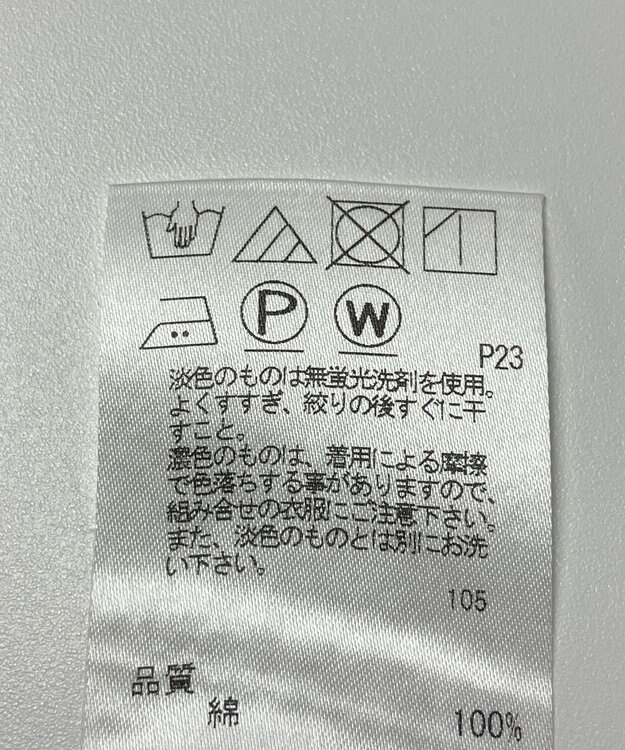 P W
P23
淡色のものは無蛍光洗剤を使用。
よくすすぎ、絞りの後すぐに干
すこと。
濃色のものは、着用による摩擦
で色落ちする事がありますので、
組み合せの衣服にご注意下さい。
また、淡色のものとは別にお洗
い下さい。
105
品質
綿 100%